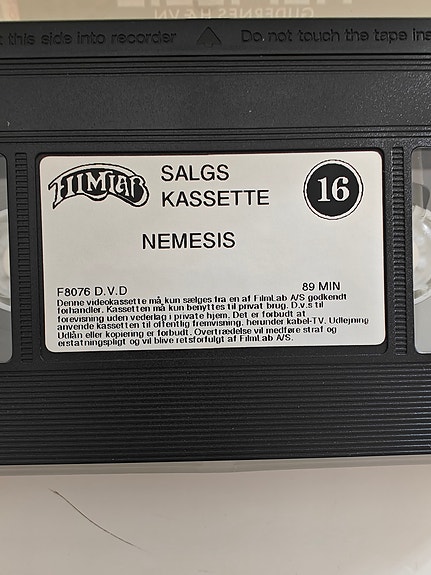 GUDERNES HÆVN
this side into recorder
Do not touch the tape ins
FILMLAB
SALGS
KASSETTE
16
NEMESIS
F8076 D.V.D
89 MIN
Denne videokassette må kun sælges fra en af FilmLab A/S godkendt
forhandler. Kassetten må kun benyttes til privat brug. D.v.s til
forevisning uden vederlag i private hjem. Det er forbudt at
anvende kassetten til offentlig fremvisning. herunder kabel-TV. Udlejning
Udlån eller kopiering er forbudt. Overtrædelse vil medføre straf og
erstatningspligt og vil blive retsforfulgt af FilmLab A/S.